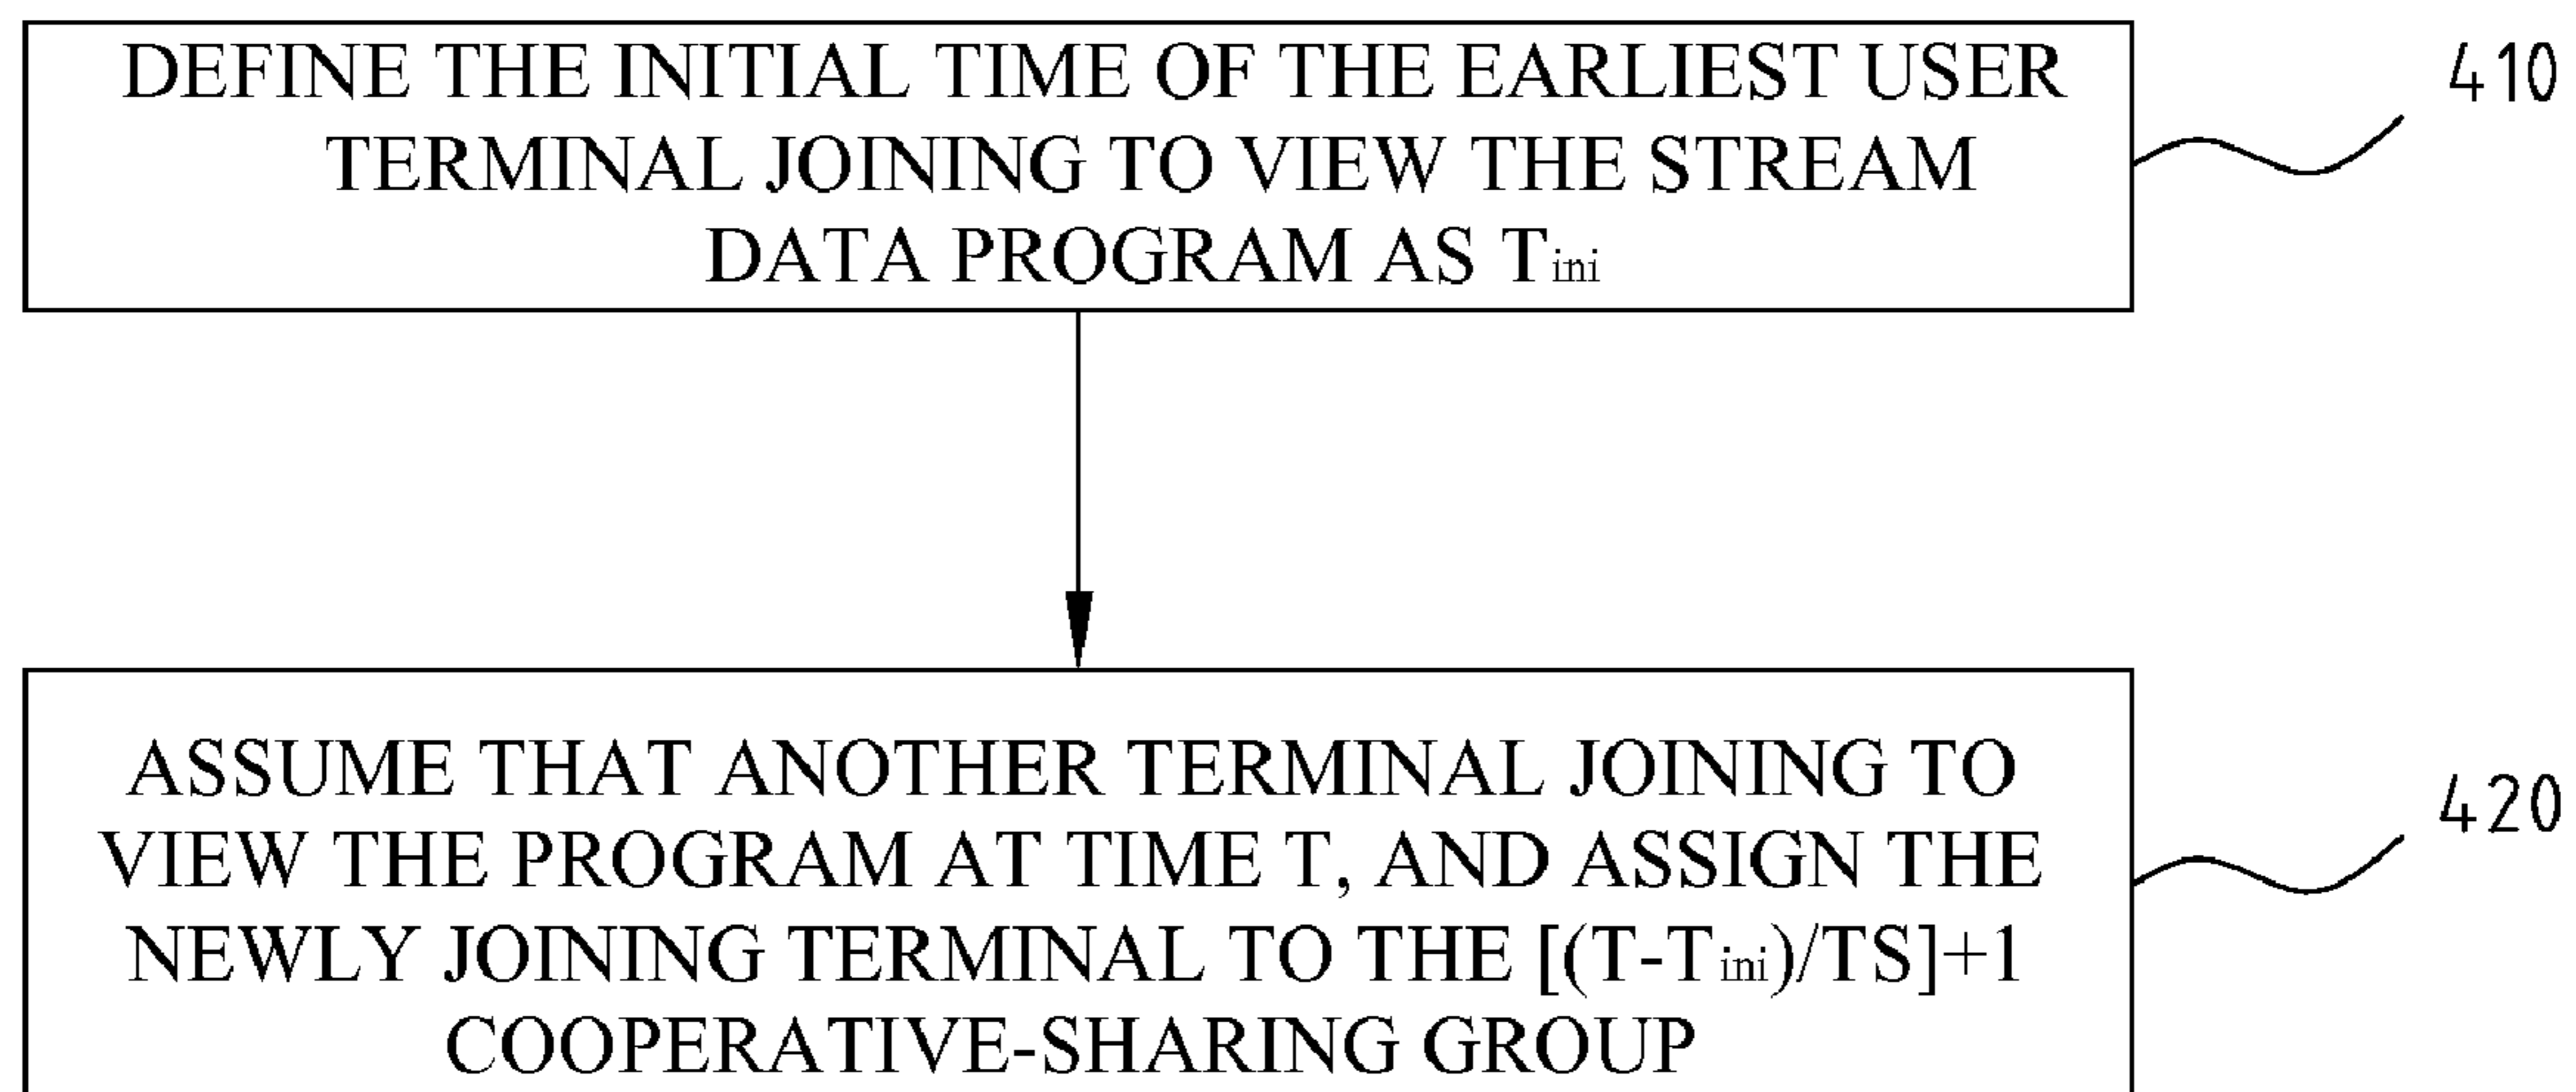 DEFINE THE INITIAL TIME OF THE EARLIEST USER
TERMINAL JOINING TO VIEW THE STREAM
DATA PROGRAM AS Tini
410
ASSUME THAT ANOTHER TERMINAL JOINING TO
VIEW THE PROGRAM AT TIME T, AND ASSIGN THE
NEWLY JOINING TERMINAL TO THE [(T-Tini)/TS]+1
COOPERATIVE-SHARING GROUP
420